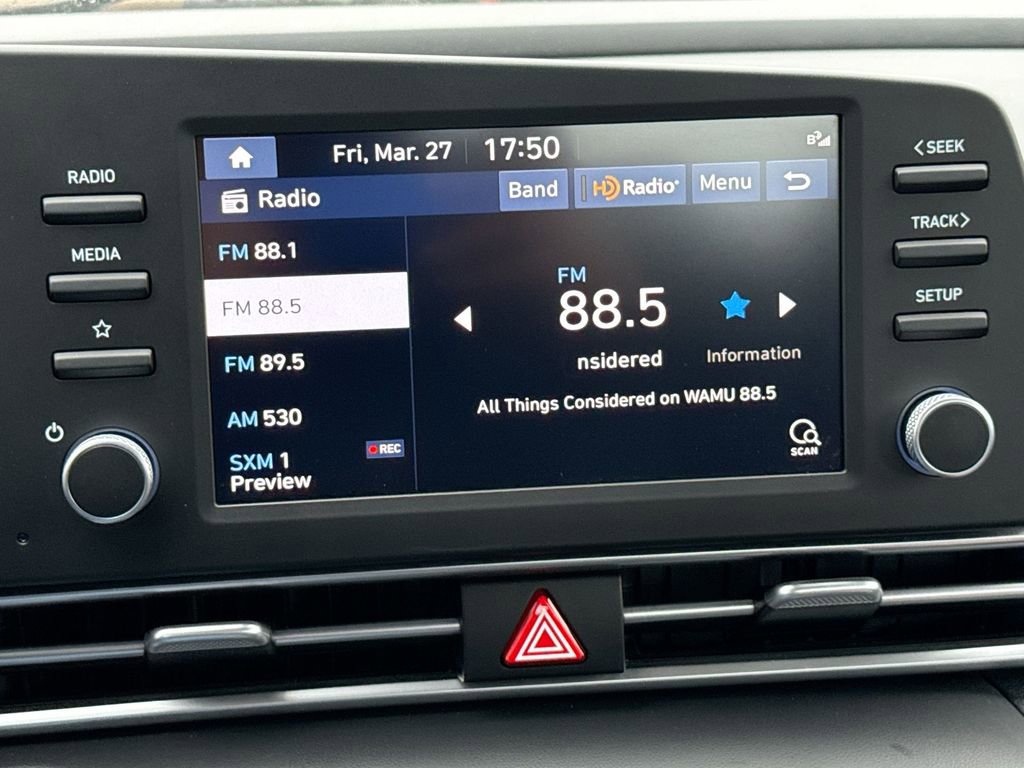 RADIO
MEDIA
Fri, Mar. 27 17:50
Radio
Band
HD Radio
Menu
FM 88.1
FM 88.5
FM 89.5
AM 530
SXM 1
Preview
REC
FM
88.5
nsidered
Information
All Things Considered on WAMU 88.5
SCAN
<SEEK
TRACK>
SETUP